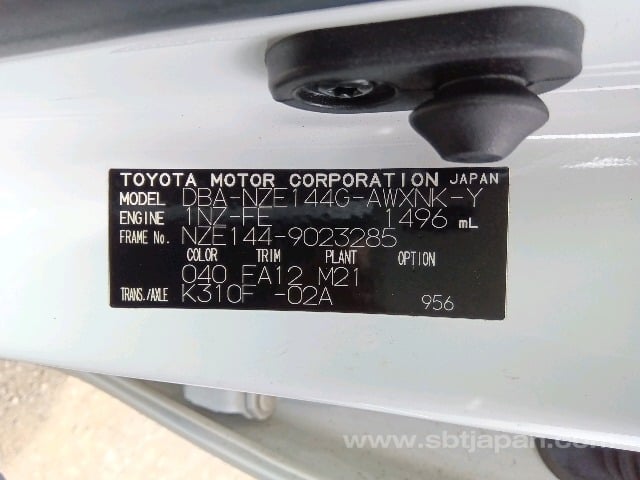 TOYOTA MOTOR CORPORATION JAPAN
MODEL DBA-NZE144G-AWXNK-Y
ENGINE 1NZ-FE 1496 mL
FRAME No. NZE144-9023285
COLOR TRIM PLANT OPTION
040 FA12 M21
TRANS./AXLE K310F -02A 956
www.sbtjapan.com